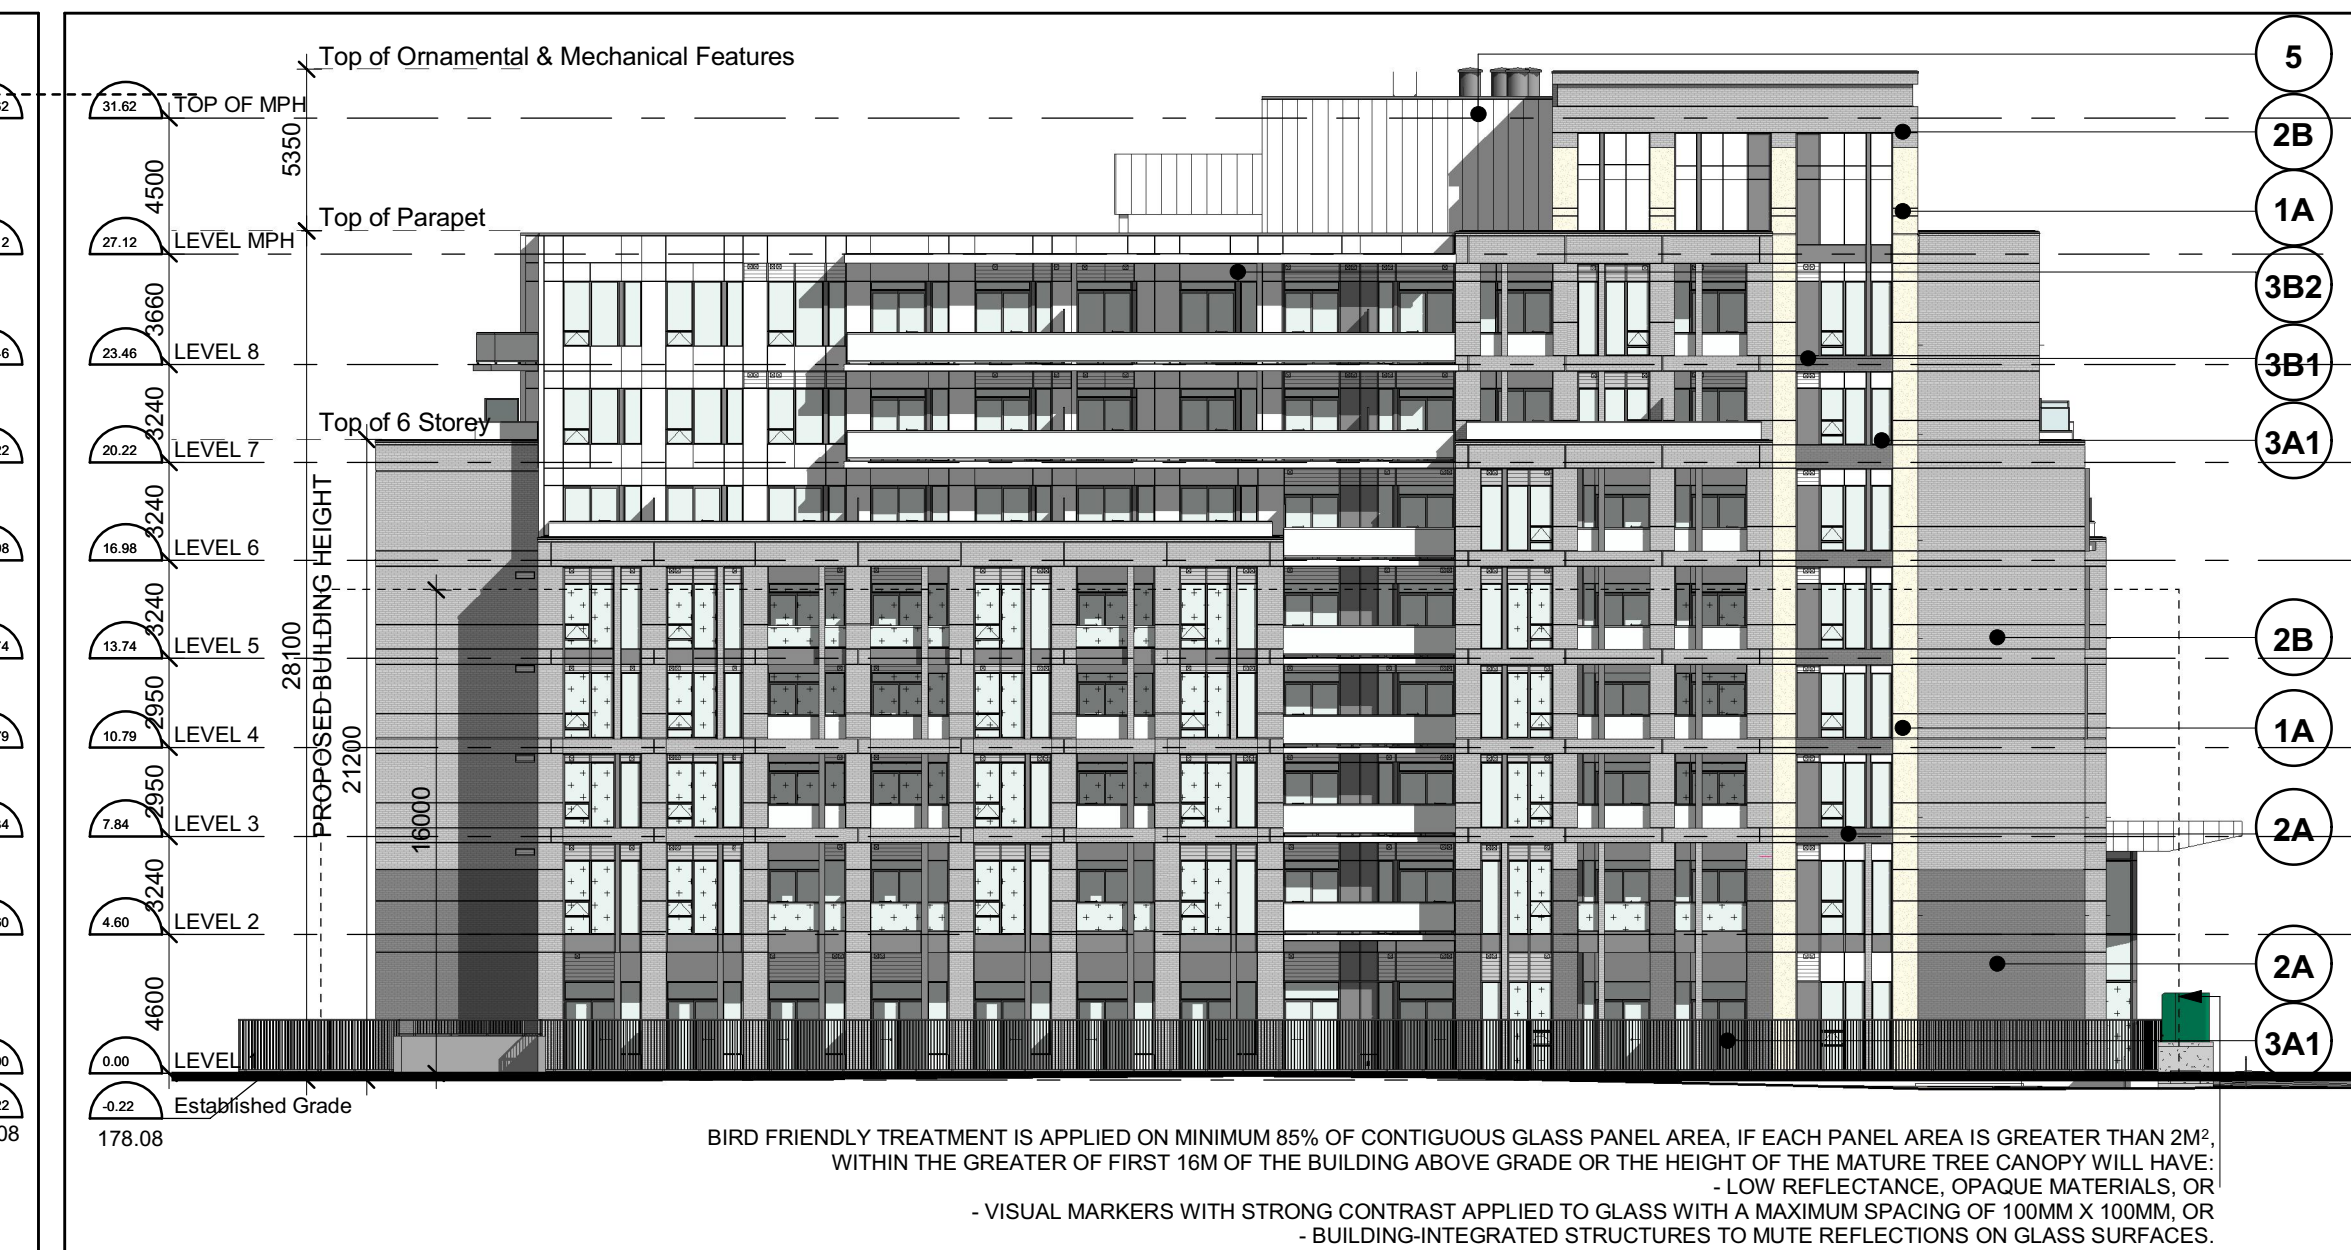 Top of Ornamental & Mechanical Features
5
31.62
TOP OF MPH
5350
2B
4500
1A
Top of Parapet
27.12
LEVEL MPH
3B2
3660
23.46
LEVEL 8
3B1
3240
Top of 6 Storey
20.22
LEVEL 7
3A1
3240
PROPOSED BUILDING HEIGHT
16.98
LEVEL 6
3240
28100
13.74
LEVEL 5
2B
2950
21200
10.79
LEVEL 4
1A
2950
16000
7.84
LEVEL 3
2A
3240
4.60
LEVEL 2
2A
4600
0.00
LEVEL 1
3A1
-0.22
Established Grade
178.08
BIRD FRIENDLY TREATMENT IS APPLIED ON MINIMUM 85% OF CONTIGUOUS GLASS PANEL AREA, IF EACH PANEL AREA IS GREATER THAN 2M²,
WITHIN THE GREATER OF FIRST 16M OF THE BUILDING ABOVE GRADE OR THE HEIGHT OF THE MATURE TREE CANOPY WILL HAVE:
- LOW REFLECTANCE, OPAQUE MATERIALS, OR
- VISUAL MARKERS WITH STRONG CONTRAST APPLIED TO GLASS WITH A MAXIMUM SPACING OF 100MM X 100MM, OR
- BUILDING-INTEGRATED STRUCTURES TO MUTE REFLECTIONS ON GLASS SURFACES.